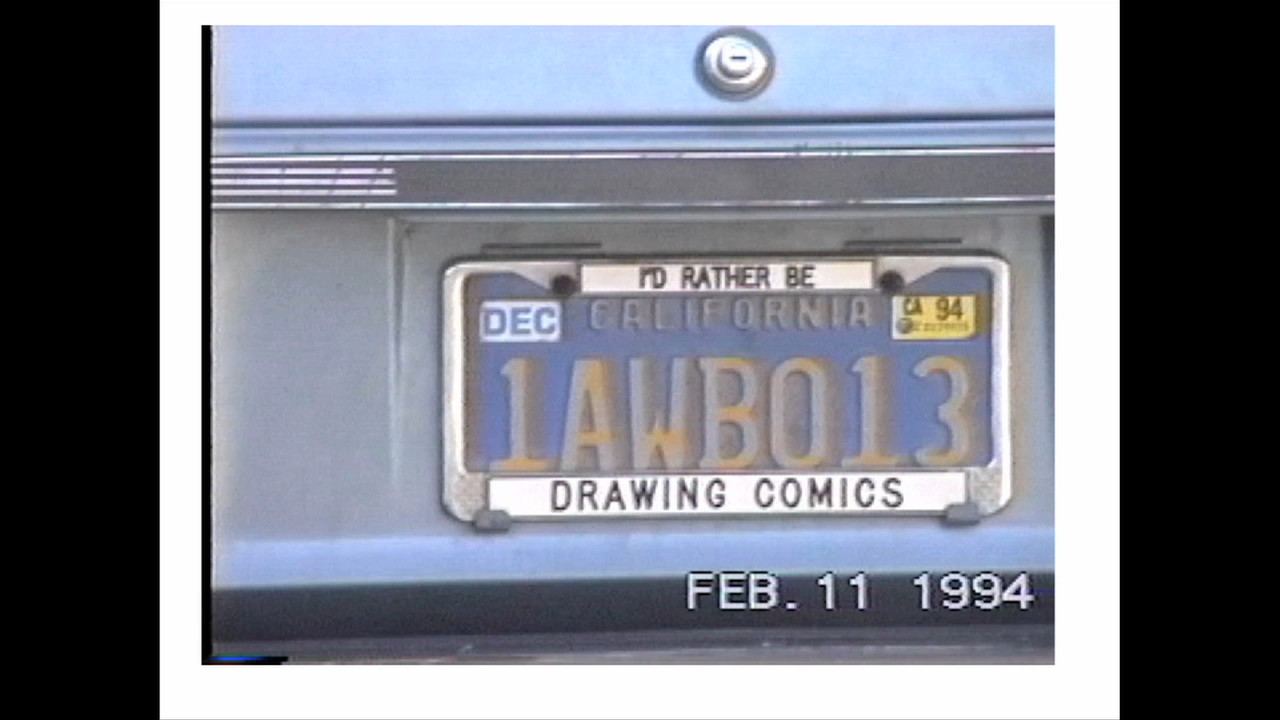 I'D RATHER BE
DEC CALIFORNIA CA 94
1AWB013
DRAWING COMICS
FEB. 11 1994